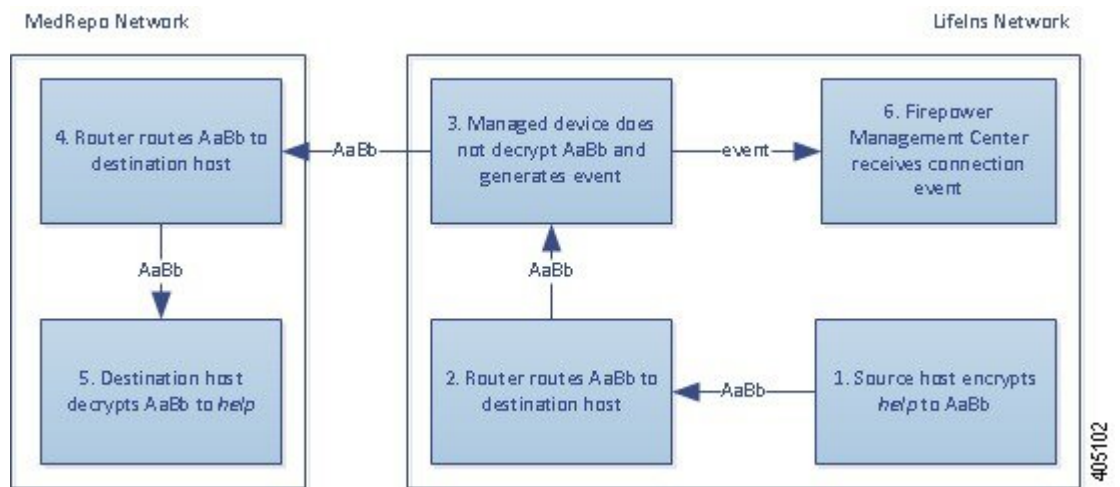 MedRepo Network
LifeIns Network
4. Router routes AaBb to
destination host
AaBb
3. Managed device does
not decrypt AaBb and
generates event
event
6. Firepower
Management Center
receives connection
event
AaBb
AaBb
5. Destination host
decrypts AaBb to help
2. Router routes AaBb to
destination host
AaBb
1. Source host encrypts
help to AaBb
405102